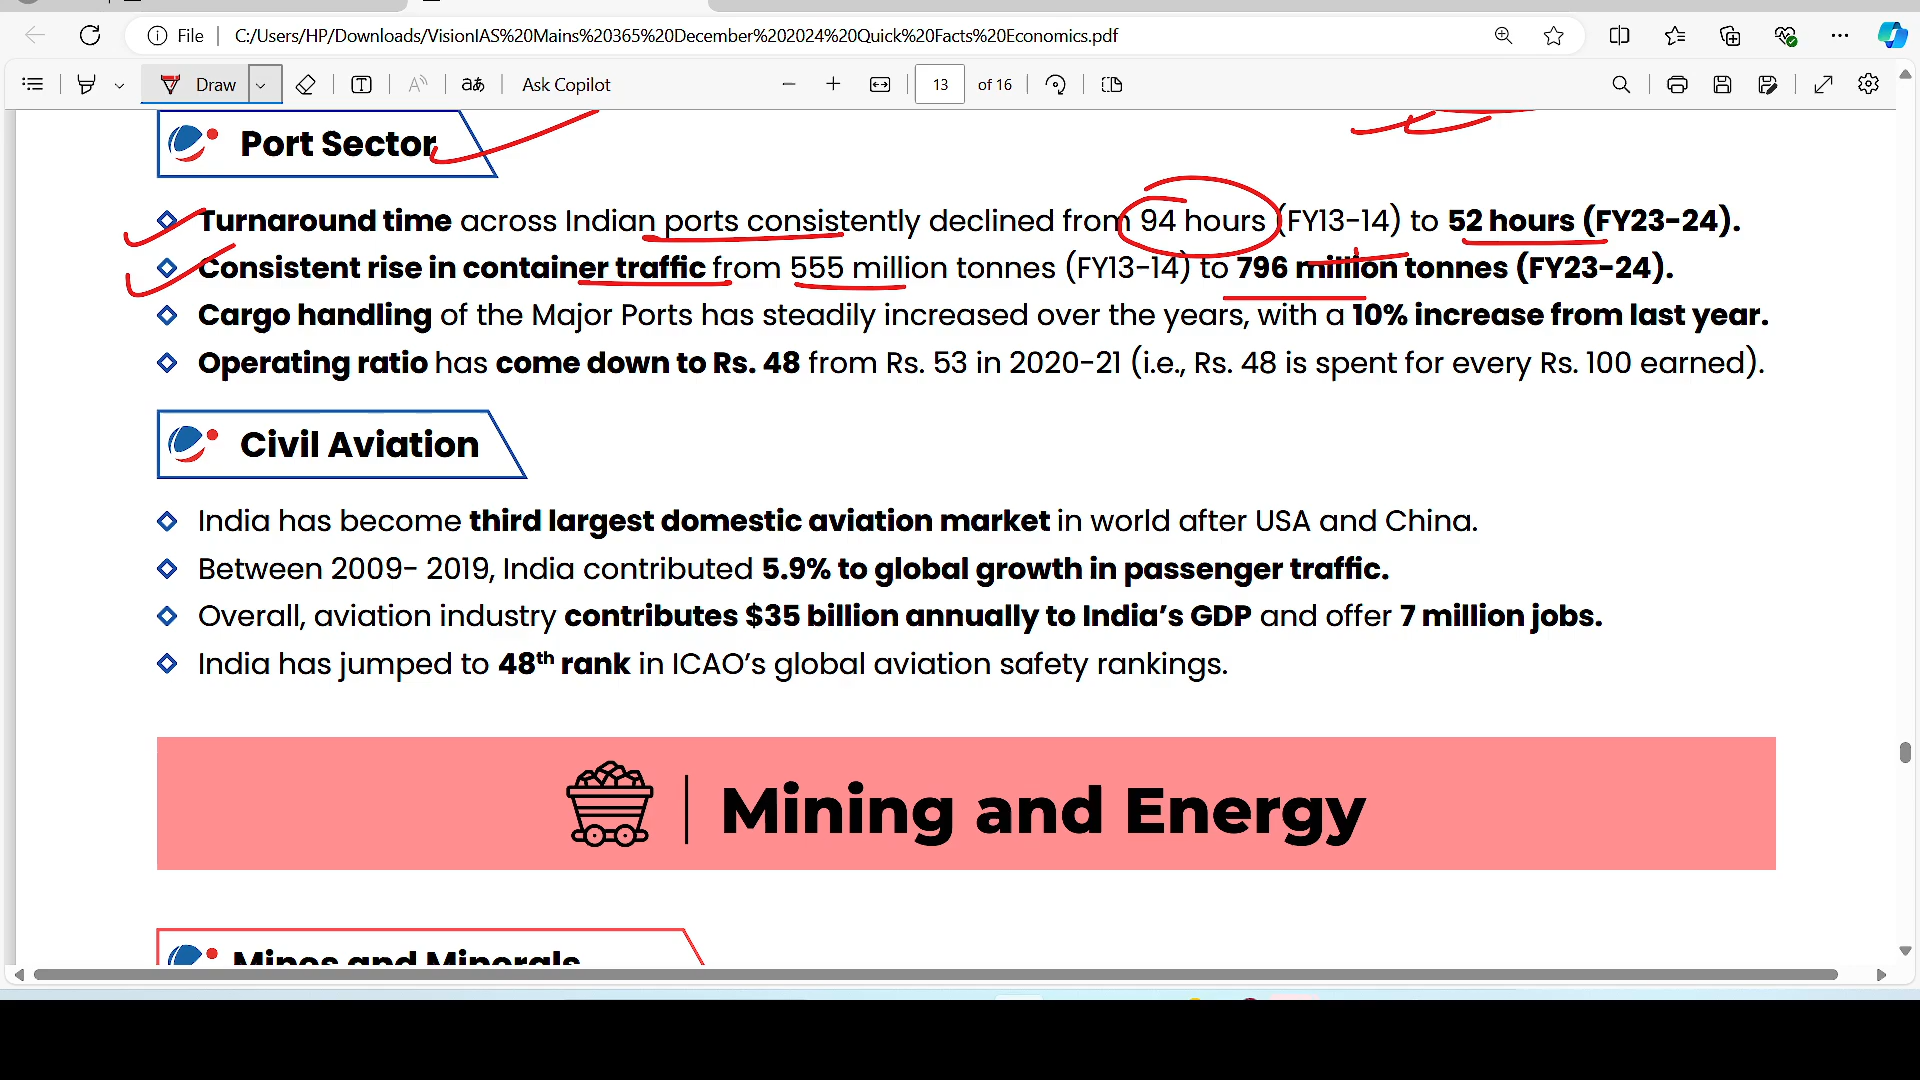 File
C:/Users/HP/Downloads/VisionIAS%20Mains%20365%20December%202024%20Quick%20Facts%20Economics.pdf
Draw
aあ
Ask Copilot
13 of 16
Port Sector
Turnaround time across Indian ports consistently declined from 94 hours (FY13-14) to 52 hours (FY23-24).
Consistent rise in container traffic from 555 million tonnes (FY13-14) to 796 million tonnes (FY23-24).
Cargo handling of the Major Ports has steadily increased over the years, with a 10% increase from last year.
Operating ratio has come down to Rs. 48 from Rs. 53 in 2020-21 (i.e., Rs. 48 is spent for every Rs. 100 earned).
Civil Aviation
India has become third largest domestic aviation market in world after USA and China.
Between 2009- 2019, India contributed 5.9% to global growth in passenger traffic.
Overall, aviation industry contributes $35 billion annually to India's GDP and offer 7 million jobs.
India has jumped to 48th rank in ICAO's global aviation safety rankings.
Mining and Energy
Mines and Minerals